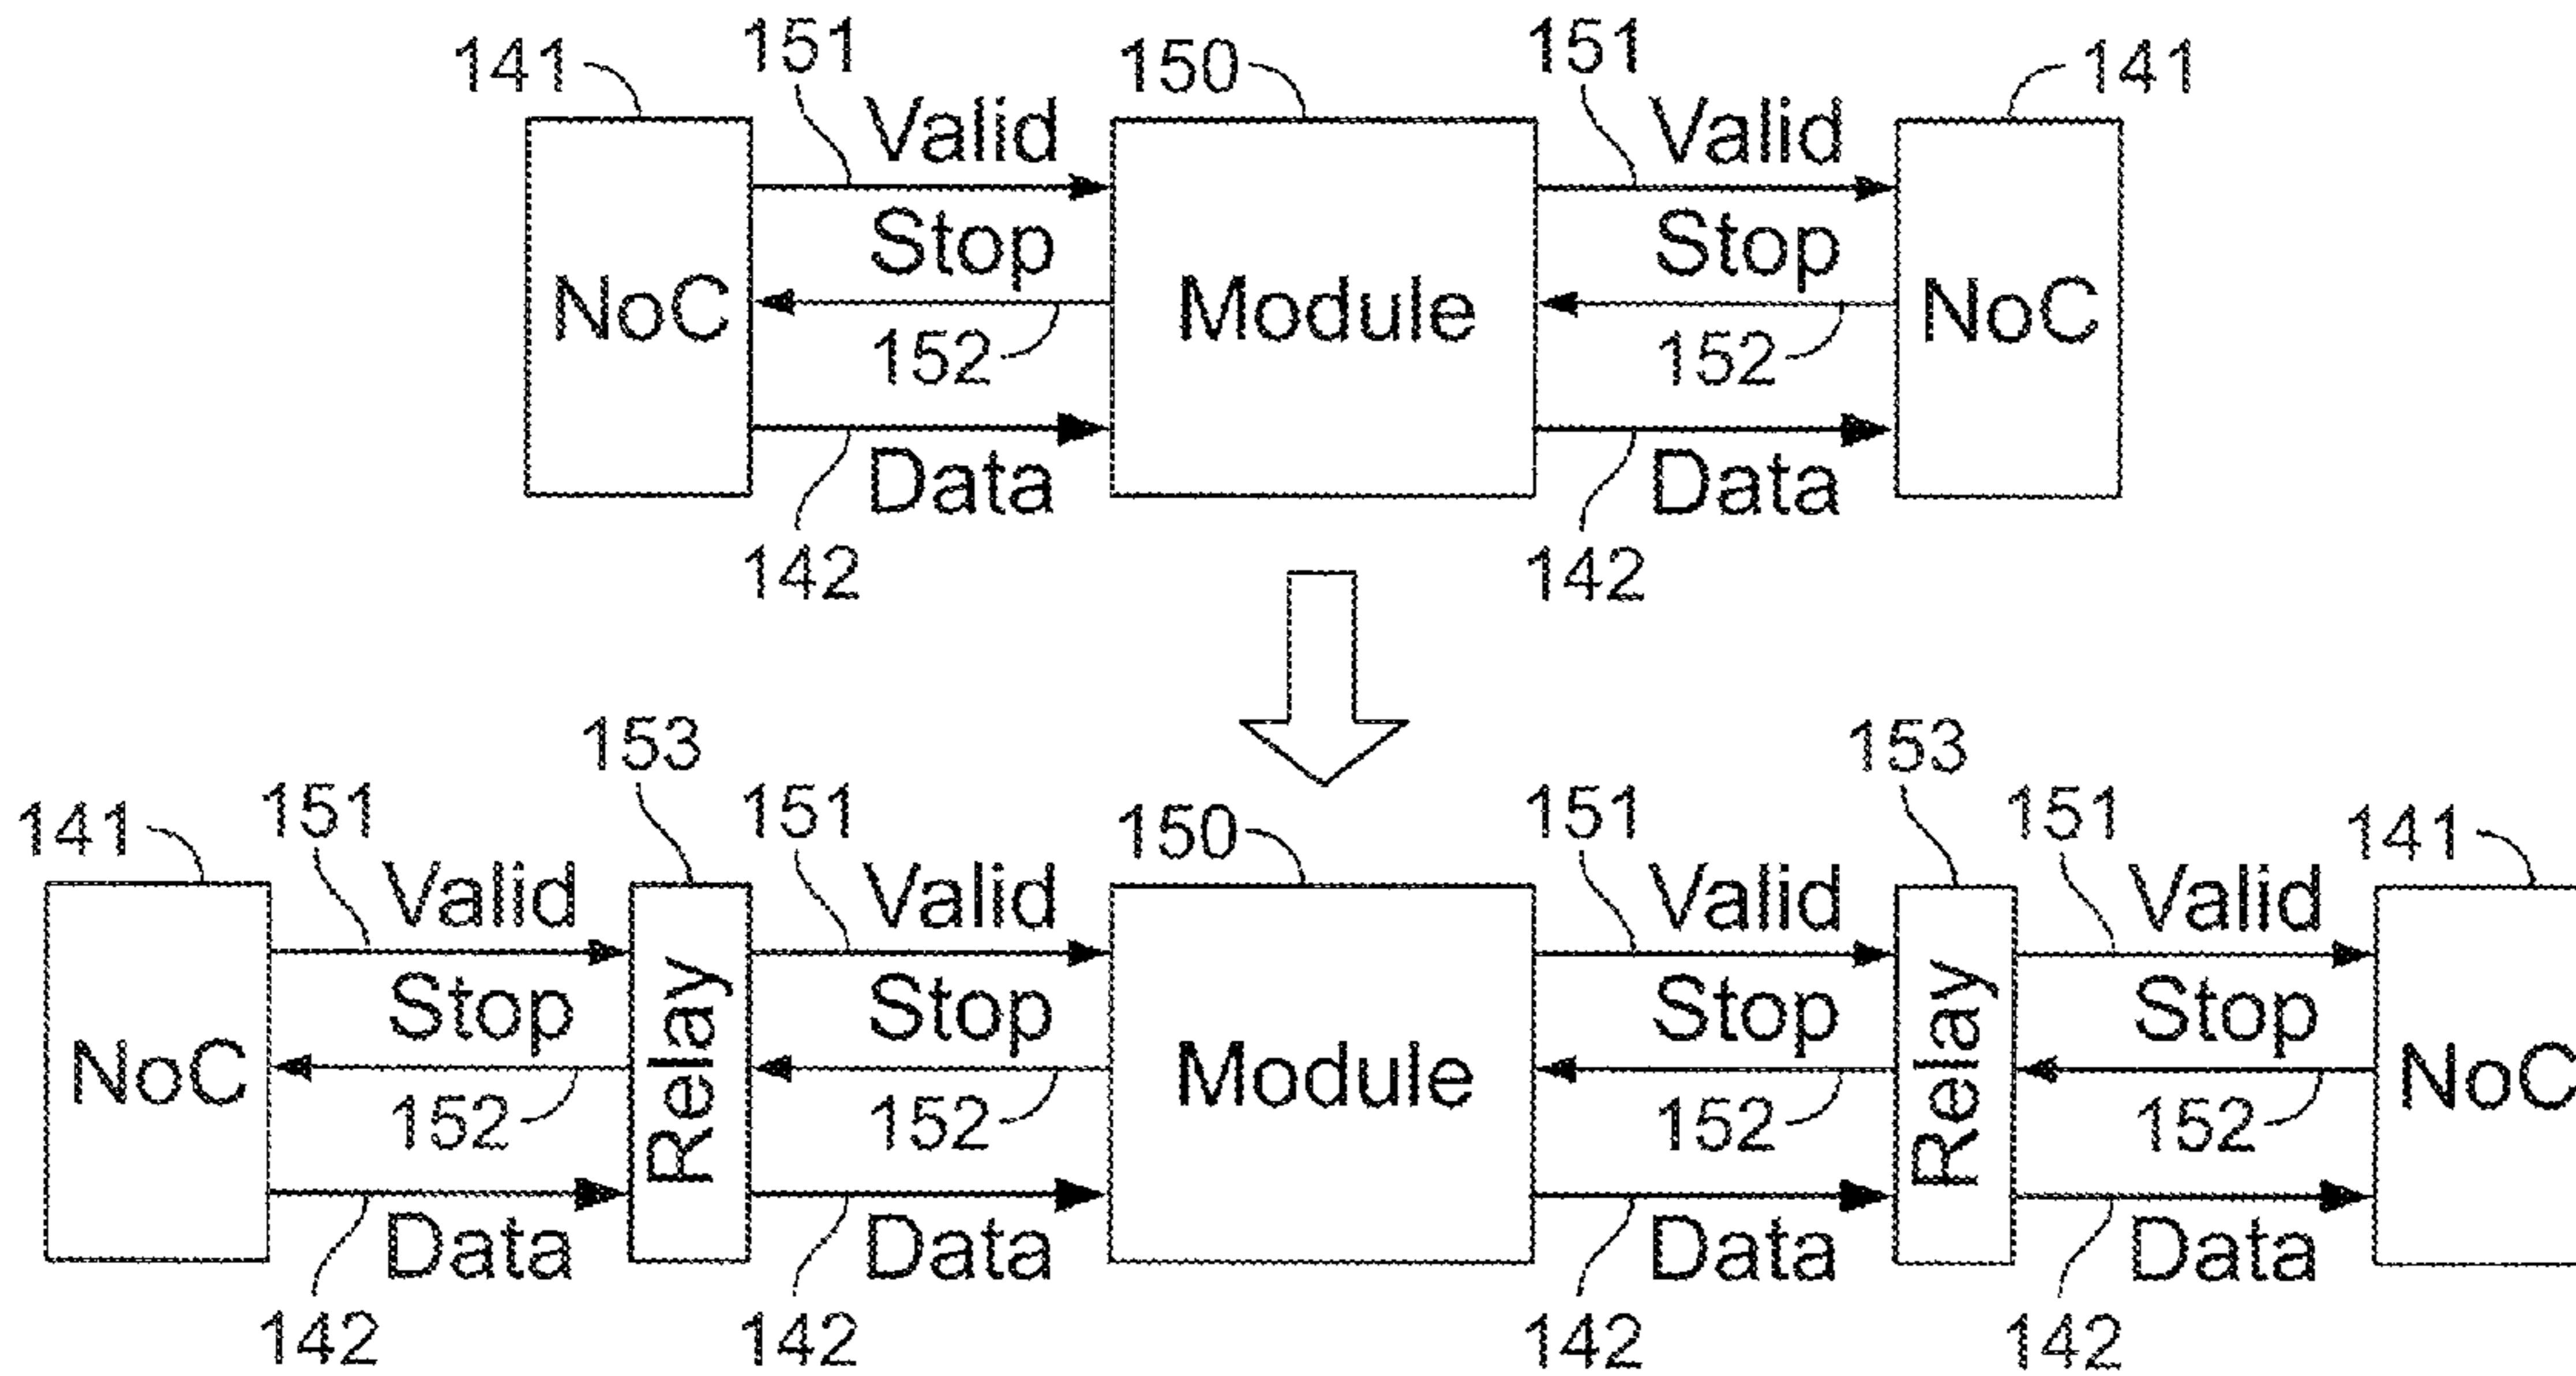 141 151 150 151 141
Valid Valid
Stop Stop
NoC Module NoC
152 152
Data Data
142 142
153 153
141 151 151 150 151 151 141
Valid Valid Valid Valid
Stop Stop Stop Stop
NoC Relay Module Relay NoC
152 152 152 152
Data Data Data Data
142 142 142 142